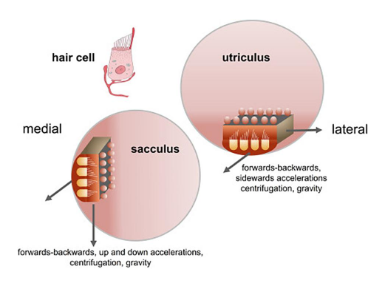 hair cell
utriculus
medial
lateral
sacculus
forwards-backwards,
sidewards accelerations
centrifugation, gravity
forwards-backwards, up and down accelerations,
centrifugation, gravity